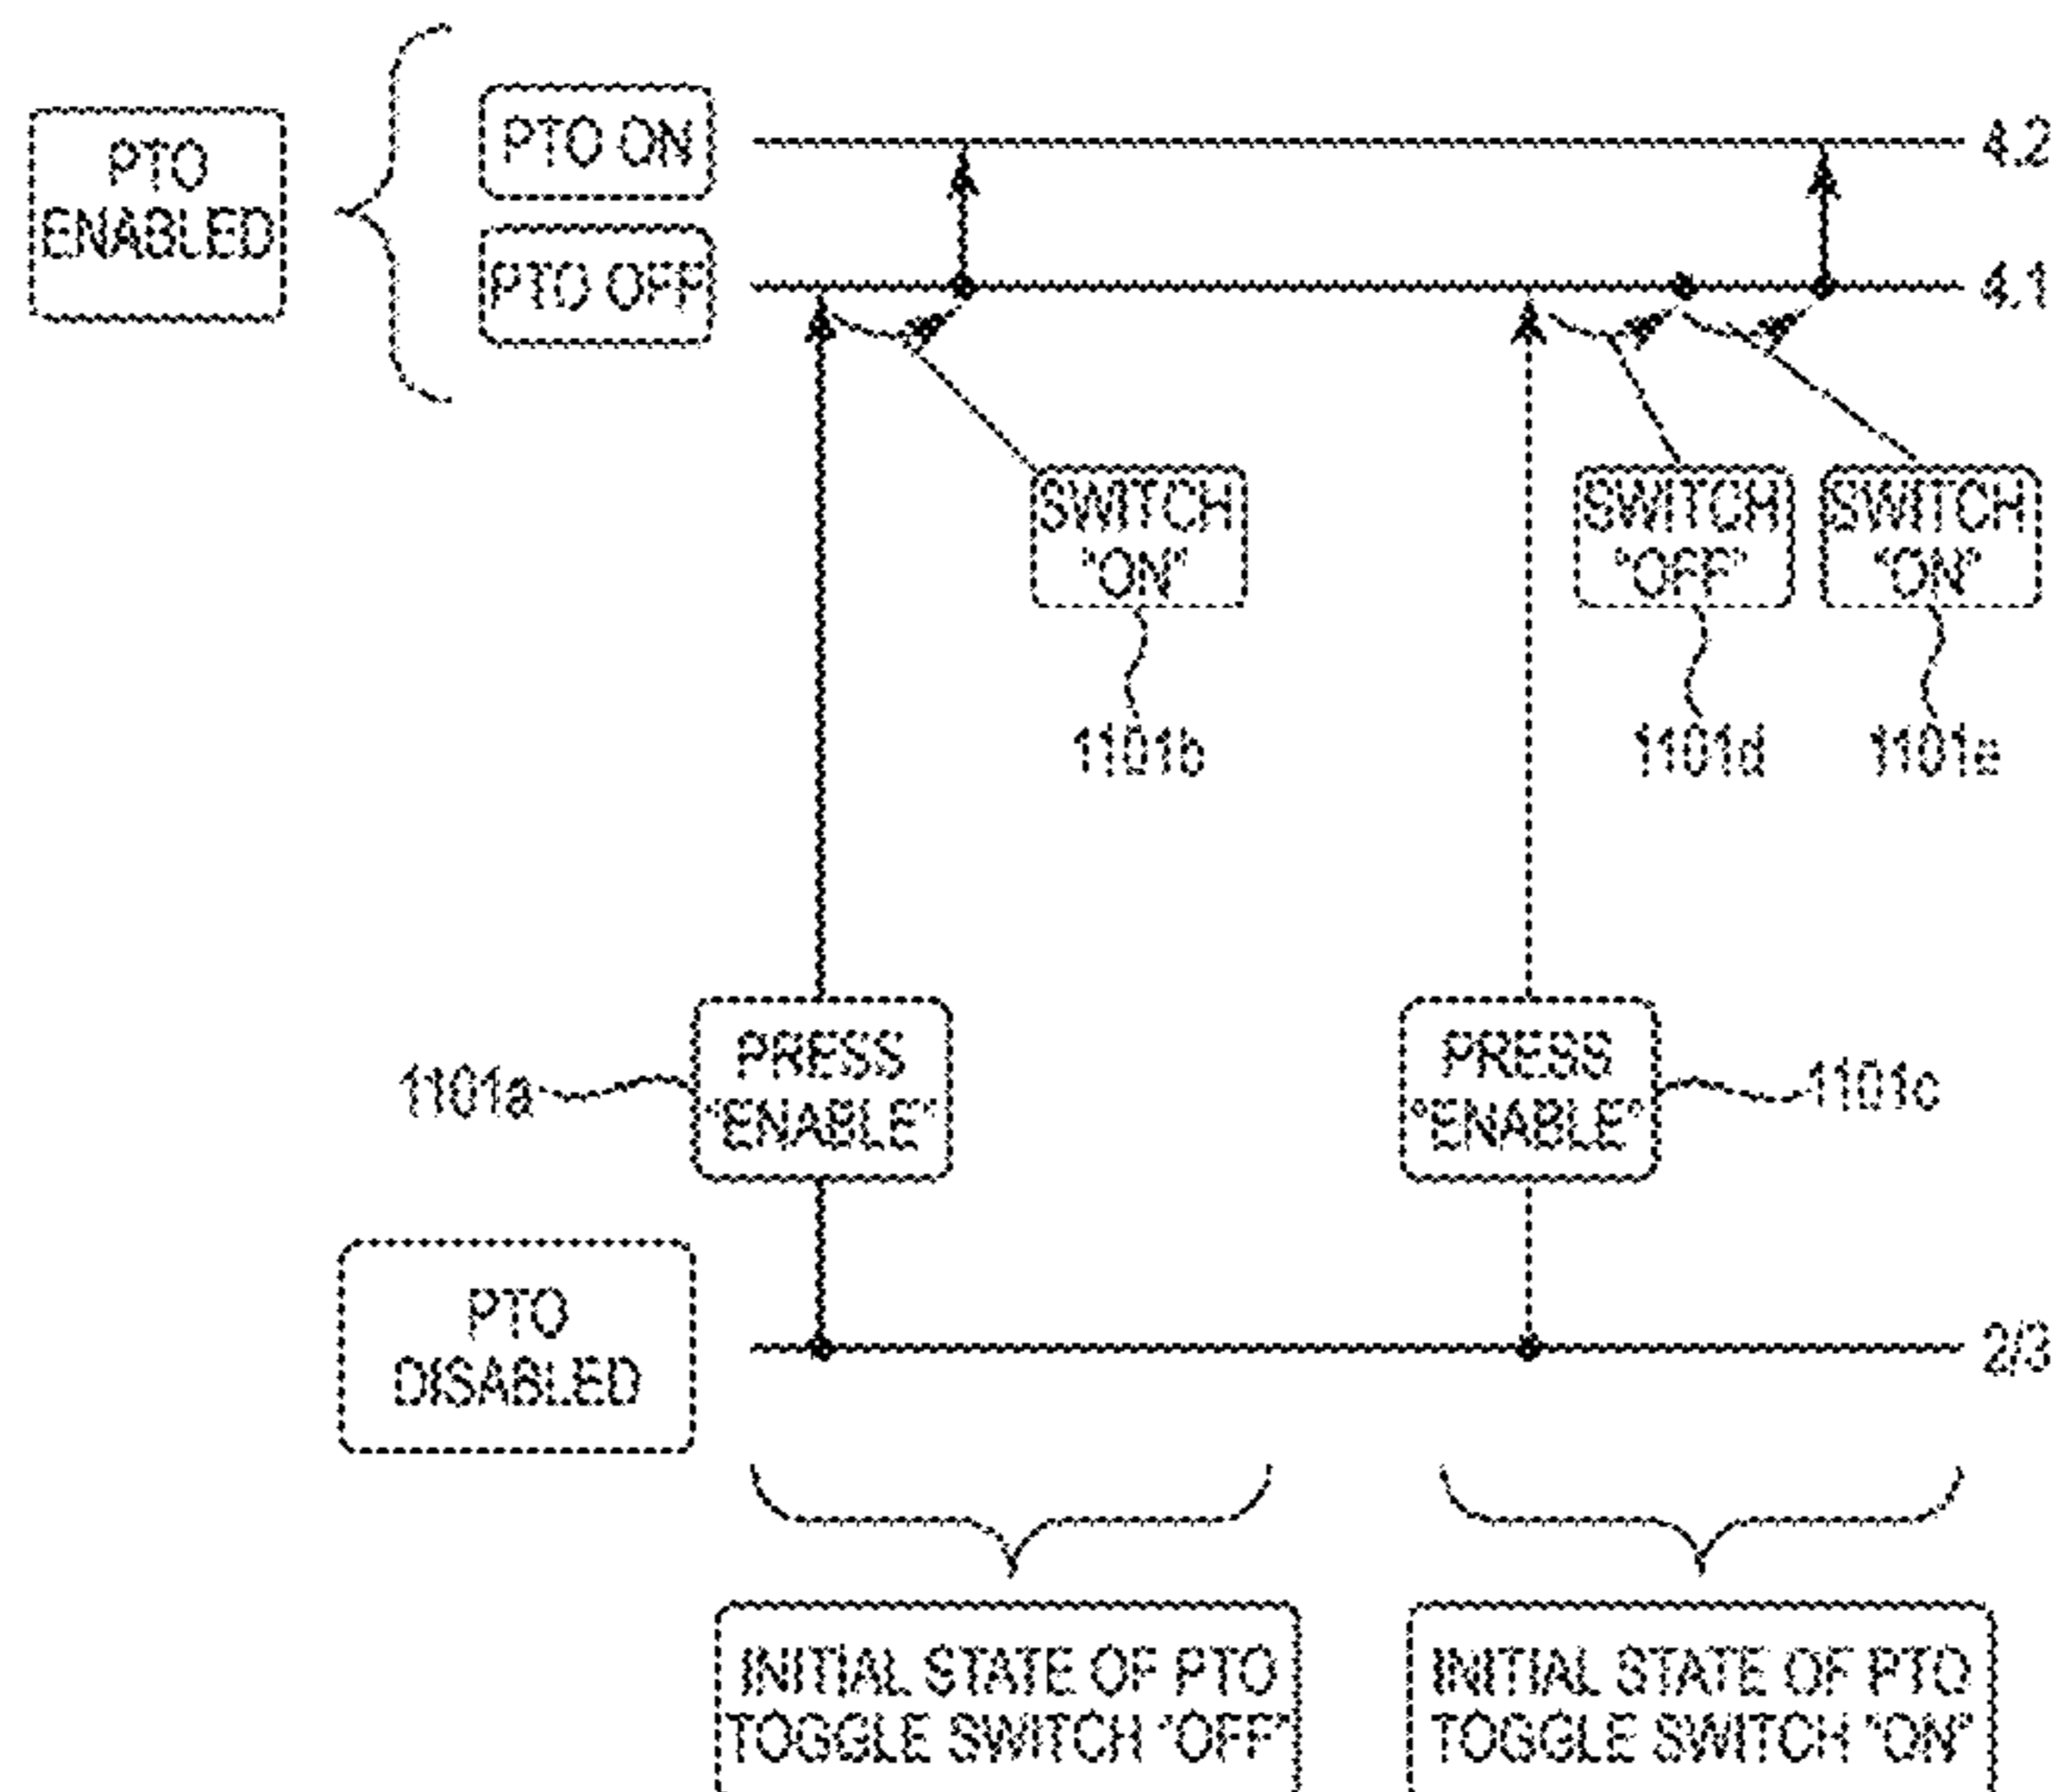 PTO
ENABLED
PTO ON
PTO OFF
4.2
4.1
SWITCH
"ON"
SWITCH
"OFF"
SWITCH
"ON"
1101b
1101d
1101e
PRESS
"ENABLE"
1101a
PRESS
"ENABLE"
1101c
PTO
DISABLED
2/3
INITIAL STATE OF PTO
TOGGLE SWITCH "OFF"
INITIAL STATE OF PTO
TOGGLE SWITCH "ON"